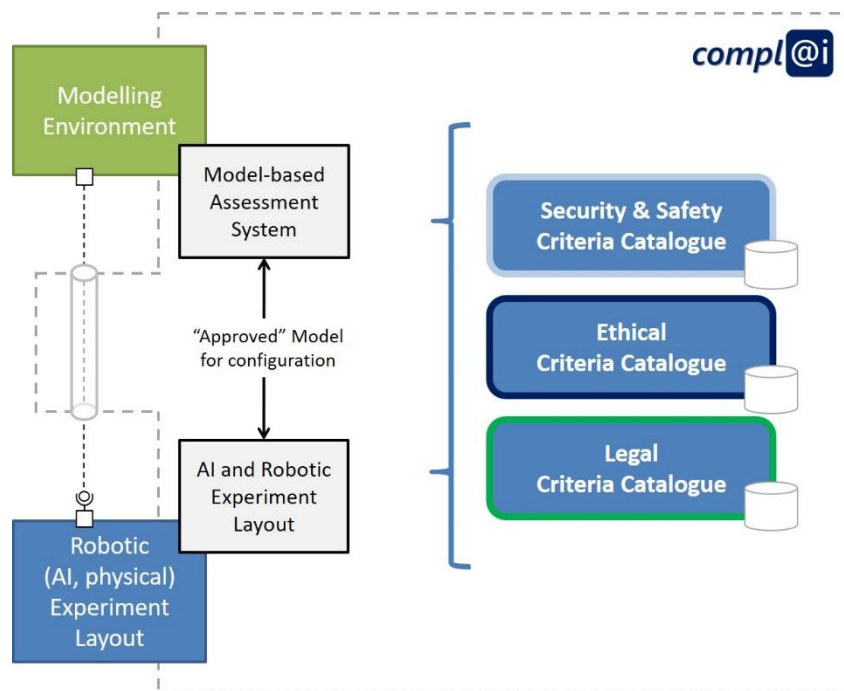 compl@i
Modelling
Environment
Model-based
Assessment
System
“Approved” Model
for configuration
AI and Robotic
Experiment
Layout
Robotic
(AI, physical)
Experiment
Layout
Security & Safety
Criteria Catalogue
Ethical
Criteria Catalogue
Legal
Criteria Catalogue